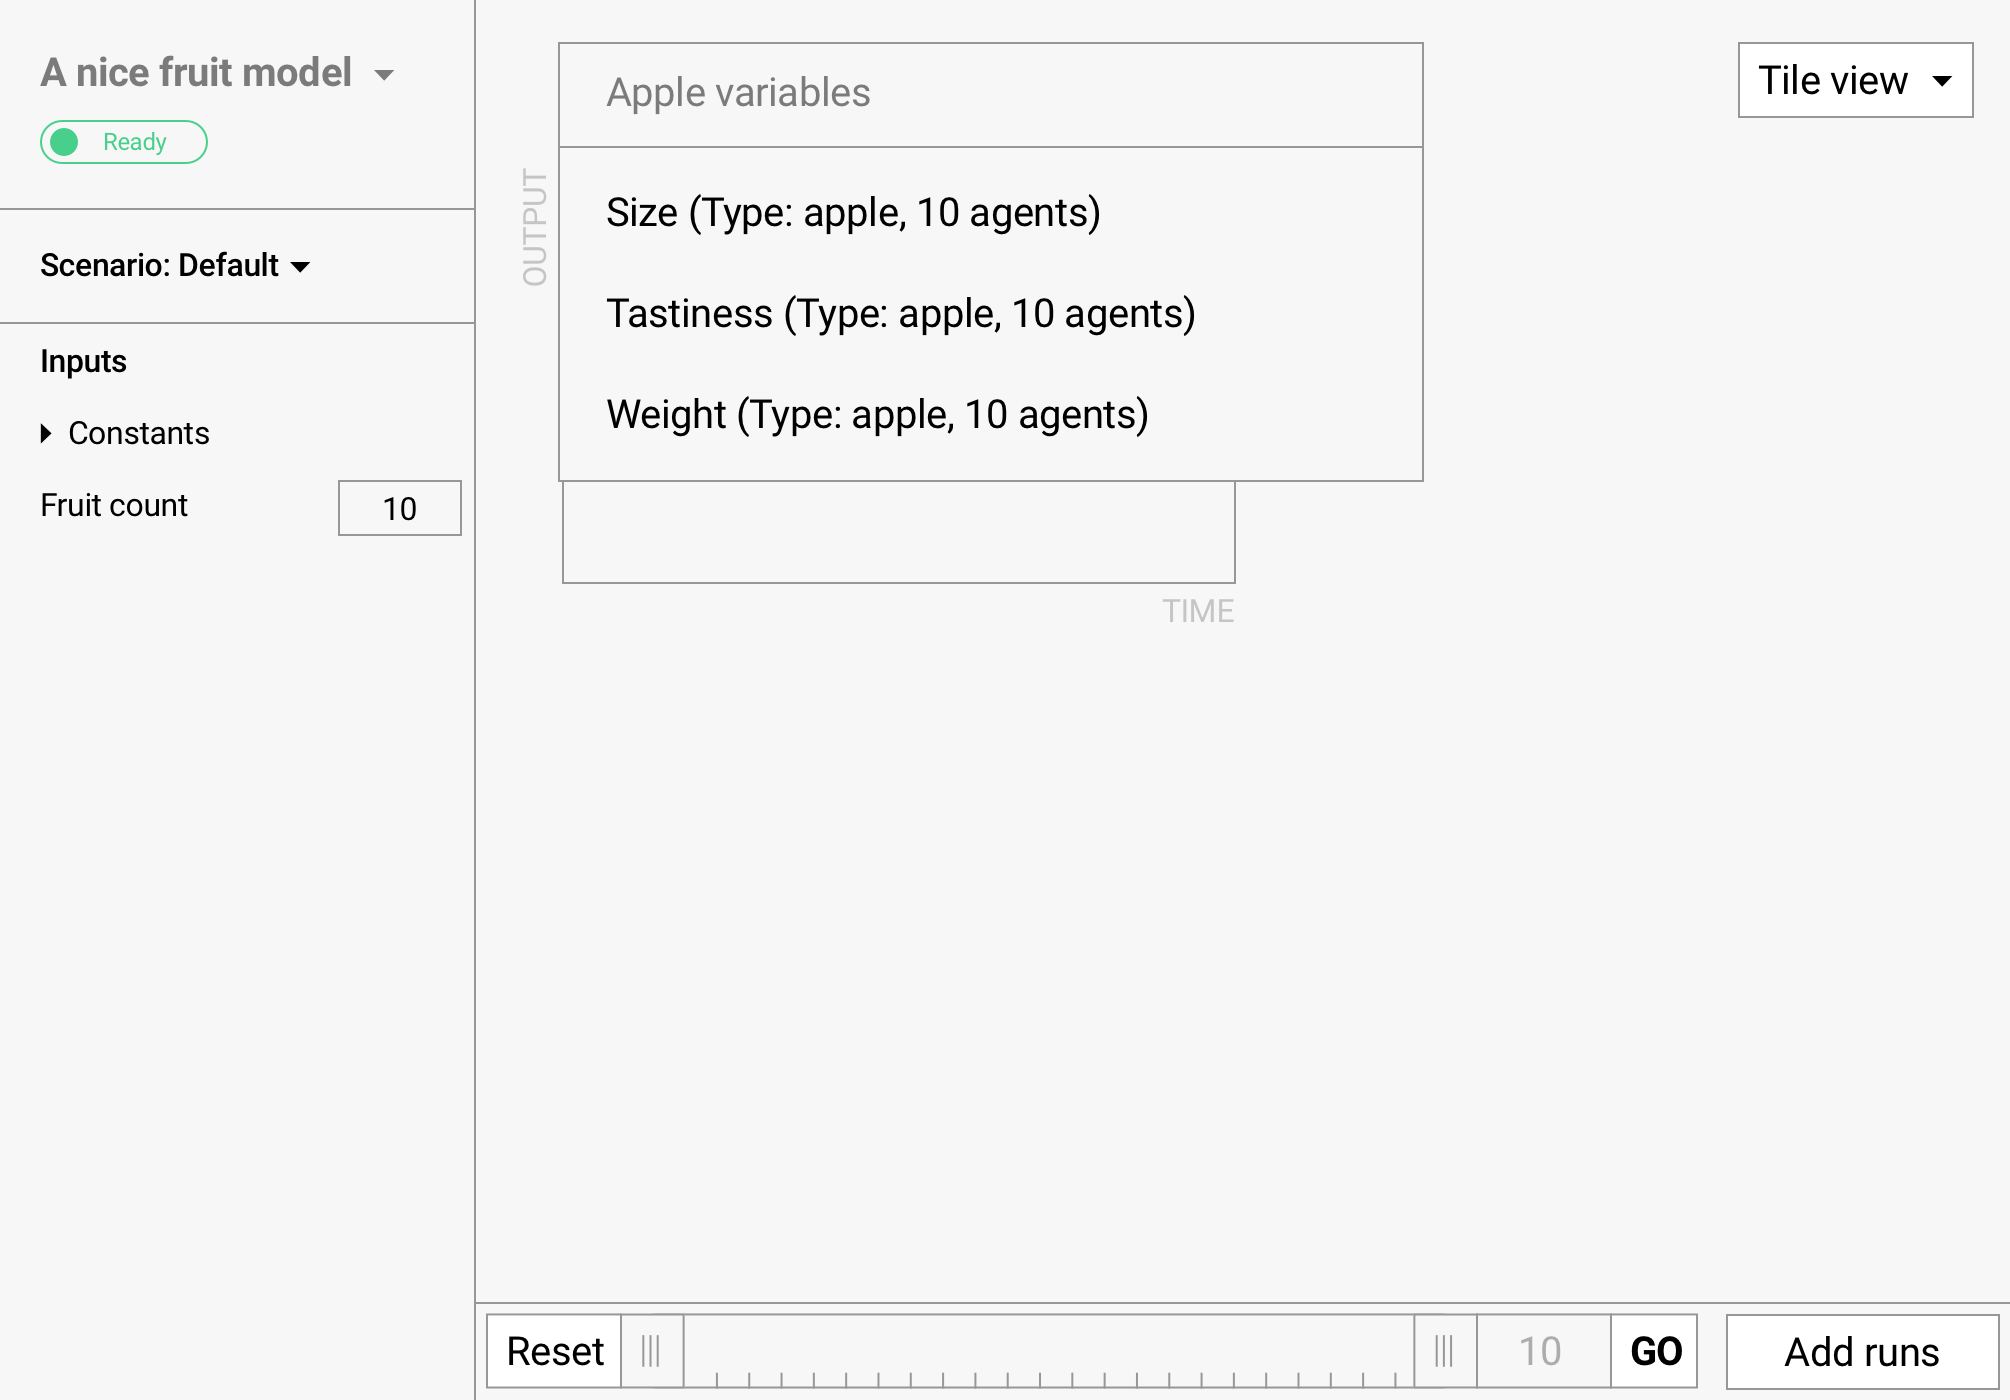 A nice fruit model
Ready
Scenario: Default
Inputs
Constants
Fruit count
10
Apple variables
Size (Type: apple, 10 agents)
Tastiness (Type: apple, 10 agents)
Weight (Type: apple, 10 agents)
OUTPUT
TIME
Tile view
Reset
10
GO
Add runs